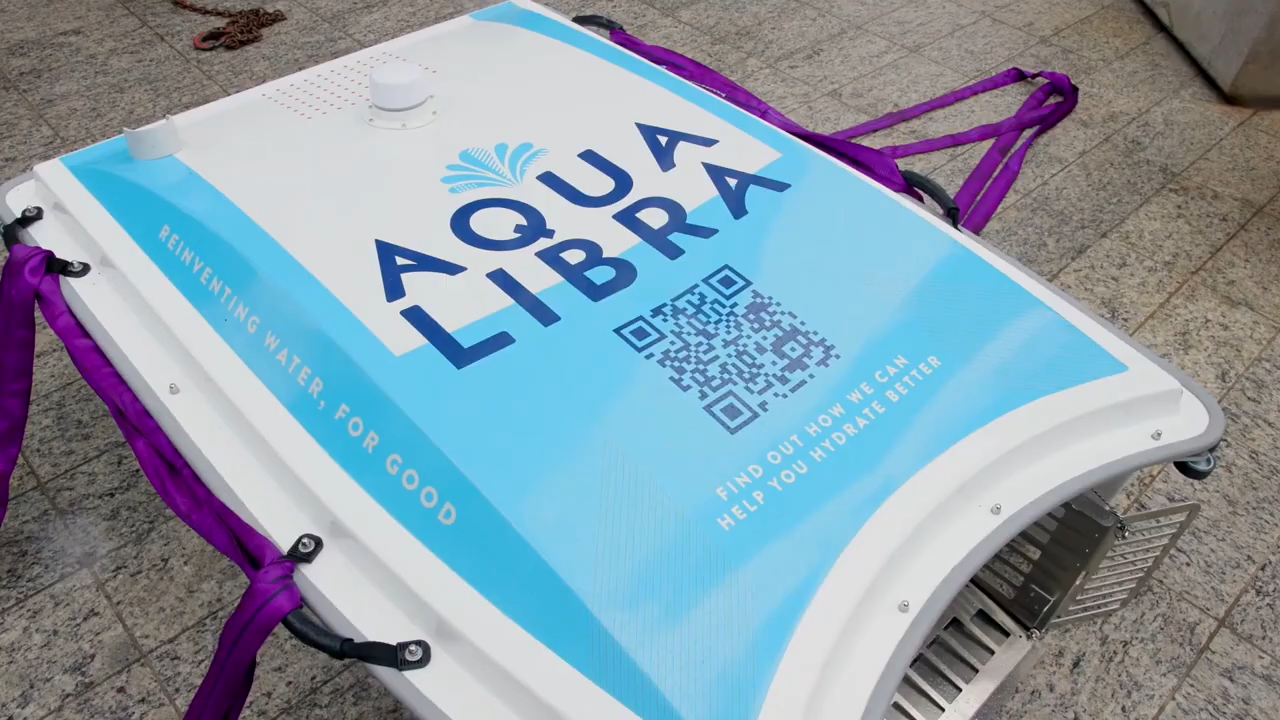 AQUA
LIBRA
REINVENTING WATER, FOR GOOD
FIND OUT HOW WE CAN
HELP YOU HYDRATE BETTER